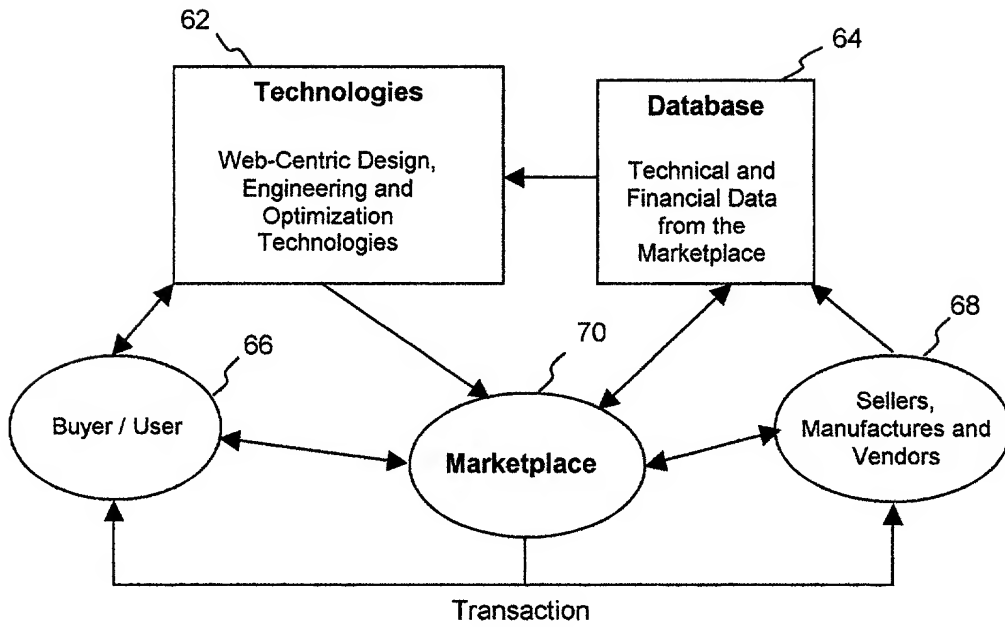 62
64
Technologies
Web-Centric Design,
Engineering and
Optimization
Technologies
Database
Technical and
Financial Data
from the
Marketplace
66
70
68
Buyer / User
Marketplace
Sellers,
Manufactures and
Vendors
Transaction